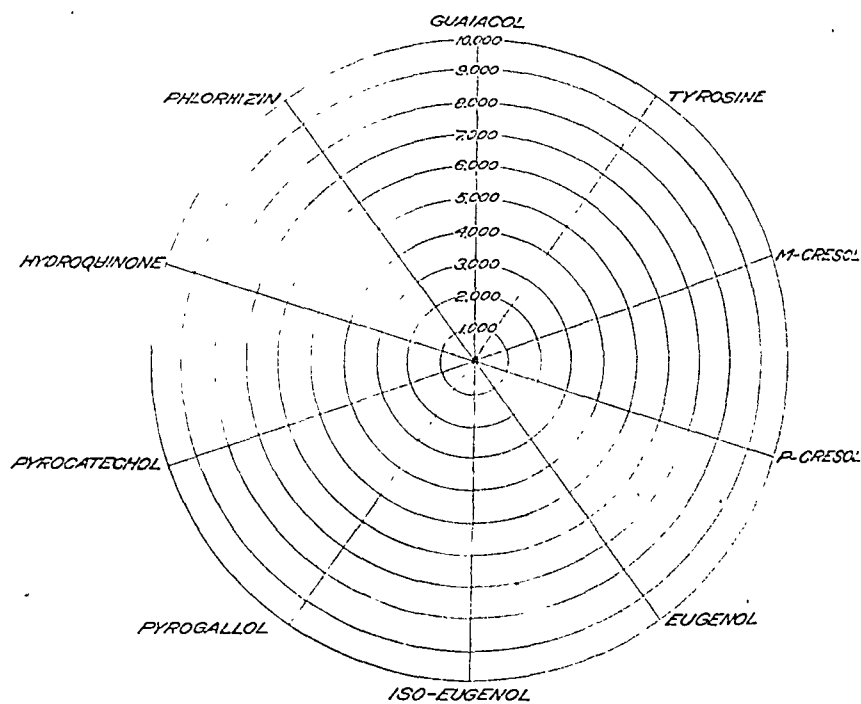 GUAIACOL
10.000
9.000
PHLORHIZIN
TYROSINE
8.000
7.000
6.000
5.000
4.000
HYDROQUINONE
3.000
M-CRESOL
2.000
1.000
PYROCATECHOL
P-CRESOL
PYROGALLOL
EUGENOL
ISO-EUGENOL